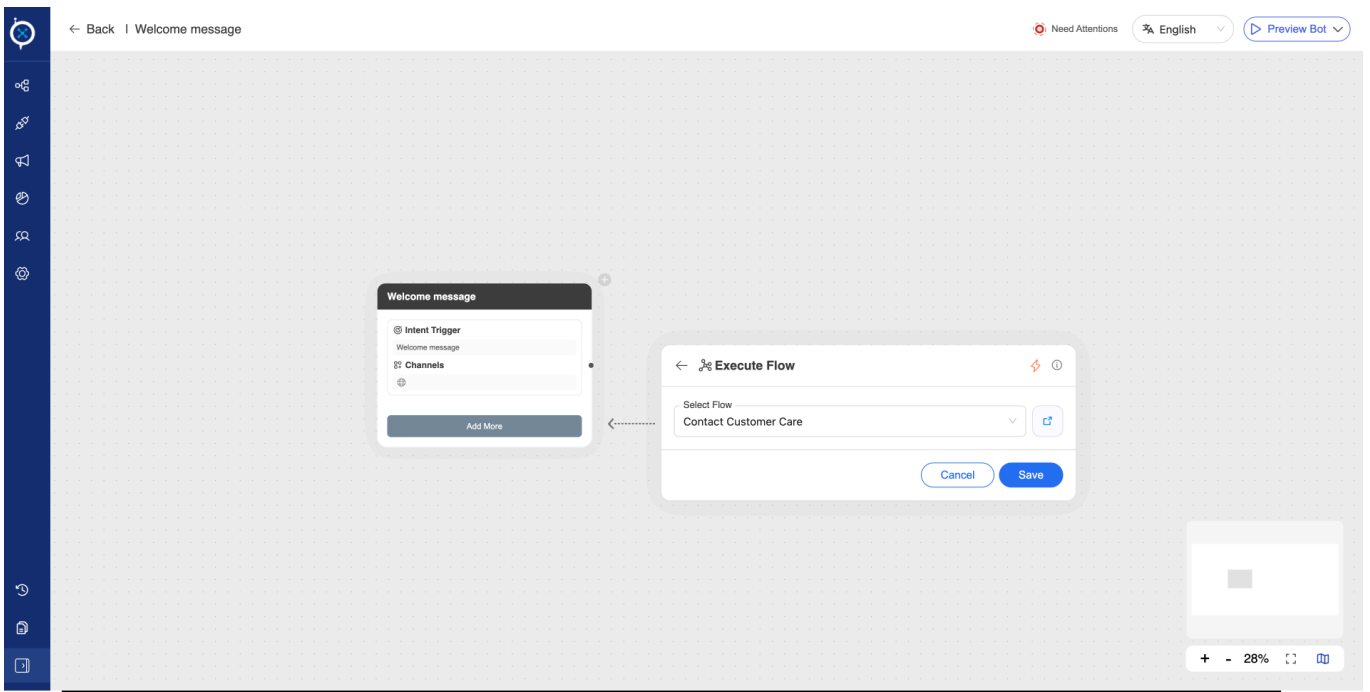 Back | Welcome message
Need Attentions
English
Preview Bot
Welcome message
Intent Trigger
Welcome message
Channels
Add More
Execute Flow
Select Flow
Contact Customer Care
Cancel Save
+ - 28%